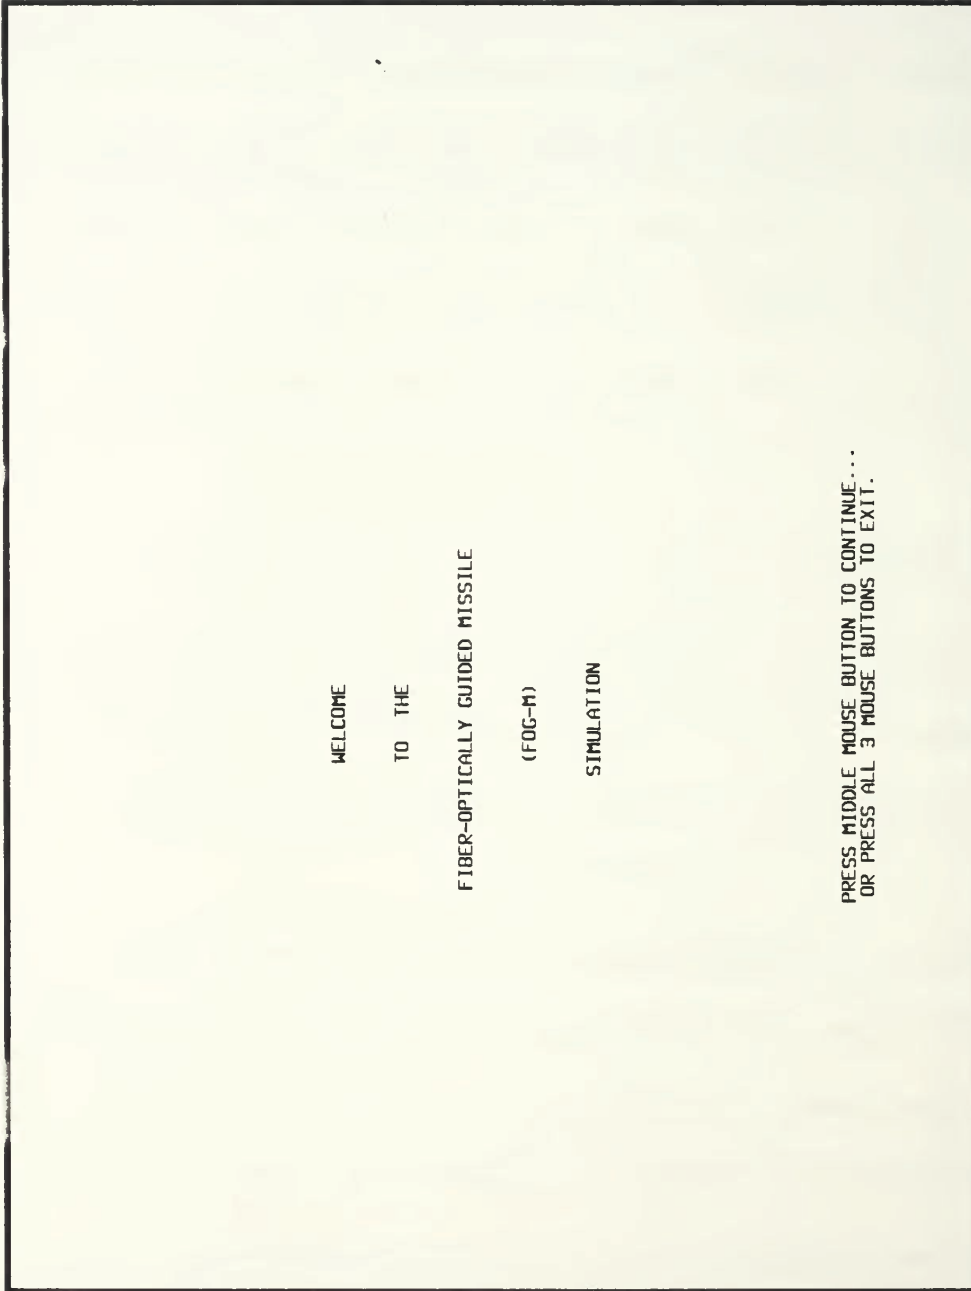 WELCOME
TO THE
FIBER-OPTICALLY GUIDED MISSILE
(FOG-M)
SIMULATION
PRESS MIDDLE MOUSE BUTTON TO CONTINUE...
OR PRESS ALL 3 MOUSE BUTTONS TO EXIT.